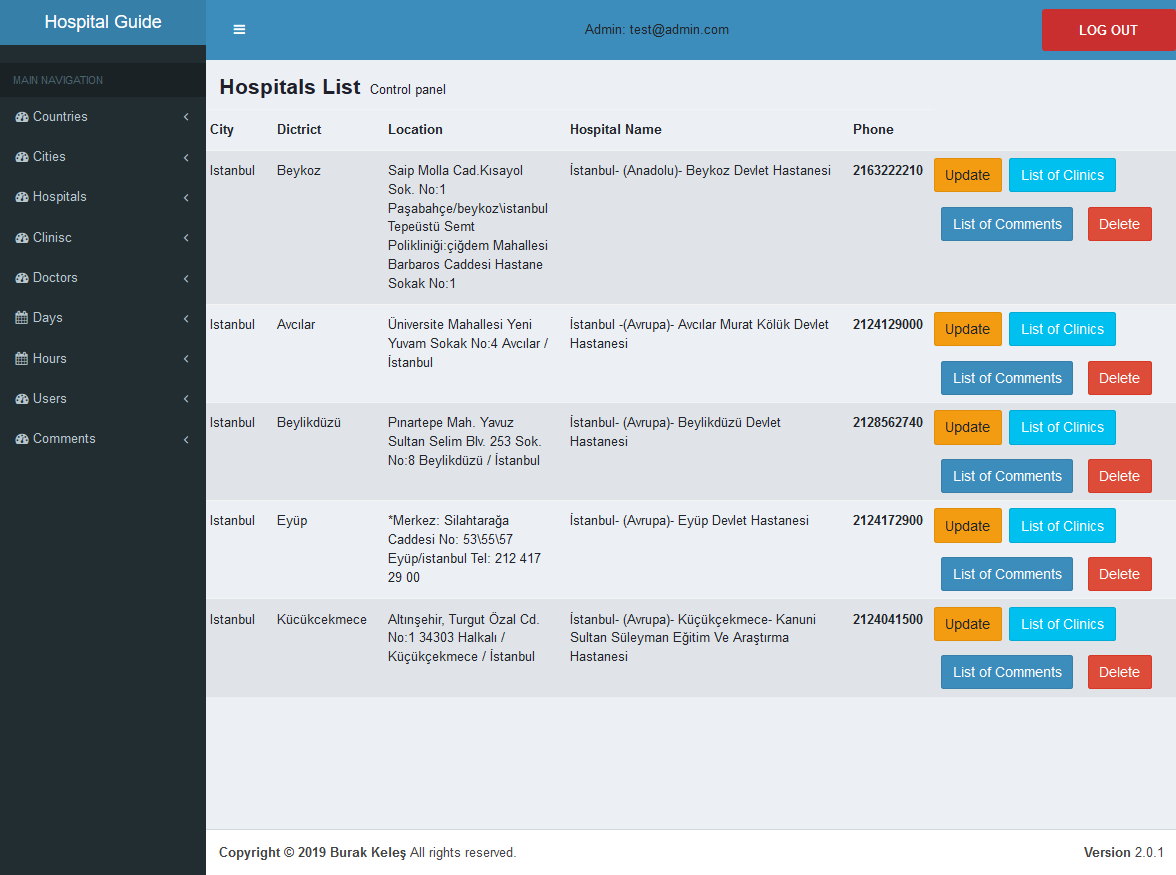 Hospital Guide
Admin: test@admin.com
LOG OUT
MAIN NAVIGATION
Countries
Cities
Hospitals
Clinisc
Doctors
Days
Hours
Users
Comments
Hospitals List Control panel
City Dictrict Location Hospital Name Phone
Istanbul Beykoz Saip Molla Cad.Kısayol İstanbul- (Anadolu)- Beykoz Devlet Hastanesi 2163222210 Update List of Clinics
Sok. No:1
Paşabahçe/beykoz\istanbul
Tepeüstü Semt
Polikliniği:çiğdem Mahallesi
Barbaros Caddesi Hastane
Sokak No:1
List of Comments Delete
Istanbul Avcılar Üniversite Mahallesi Yeni İstanbul -(Avrupa)- Avcılar Murat Kölük Devlet 2124129000 Update List of Clinics
Yuvam Sokak No:4 Avcılar / Hastanesi
İstanbul
List of Comments Delete
Istanbul Beylikdüzü Pınartepe Mah. Yavuz İstanbul- (Avrupa)- Beylikdüzü Devlet 2128562740 Update List of Clinics
Sultan Selim Blv. 253 Sok. Hastanesi
No:8 Beylikdüzü / İstanbul
List of Comments Delete
Istanbul Eyüp *Merkez: Silahtarağa İstanbul- (Avrupa)- Eyüp Devlet Hastanesi 2124172900 Update List of Clinics
Caddesi No: 53\55\57
Eyüp/istanbul Tel: 212 417
29 00
List of Comments Delete
Istanbul Kücükcekmece Altınşehir, Turgut Özal Cd. İstanbul- (Avrupa)- Küçükçekmece- Kanuni 2124041500 Update List of Clinics
No:1 34303 Halkalı / Sultan Süleyman Eğitim Ve Araştırma
Küçükçekmece / İstanbul Hastanesi
List of Comments Delete
Copyright © 2019 Burak Keleş All rights reserved.
Version 2.0.1